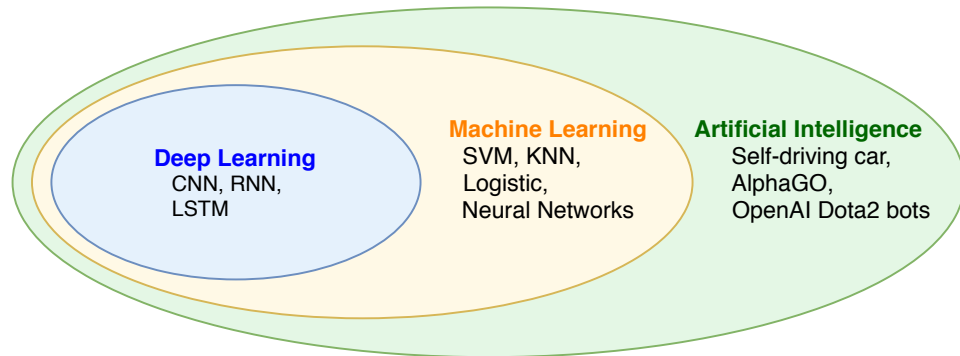 Deep Learning
CNN, RNN,
LSTM
Machine Learning
SVM, KNN,
Logistic,
Neural Networks
Artificial Intelligence
Self-driving car,
AlphaGO,
OpenAI Dota2 bots